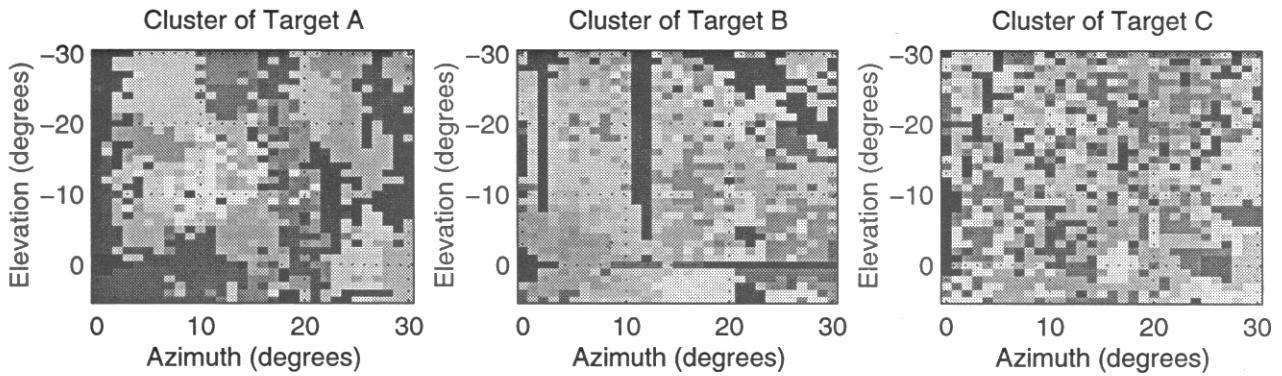 Cluster of Target A
Elevation (degrees)
−30
−20
−10
0
0 10 20 30
Azimuth (degrees)
Cluster of Target B
Elevation (degrees)
−30
−20
−10
0
0 10 20 30
Azimuth (degrees)
Cluster of Target C
Elevation (degrees)
−30
−20
−10
0
0 10 20 30
Azimuth (degrees)